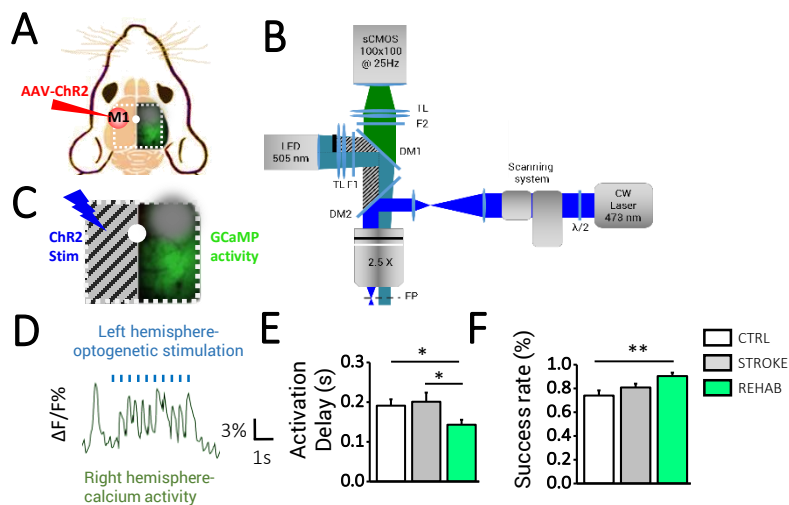 A
AAV-ChR2
M1
B
sCMOS
100x100
@ 25Hz
TL
F2
LED
505 nm
DM1
TL F1
DM2
2.5 X
FP
Scanning
system
λ/2
CW
Laser
473 nm
C
ChR2
Stim
GCaMP
activity
D
Left hemisphere-
optogenetic stimulation
ΔF/F%
3%
1s
Right hemisphere-
calcium activity
E
Activation
Delay (s)
0.3
0.2
0.1
0.0
*
*
F
Success rate (%)
1.0
0.8
0.6
0.4
0.2
0.0
**
CTRL
STROKE
REHAB